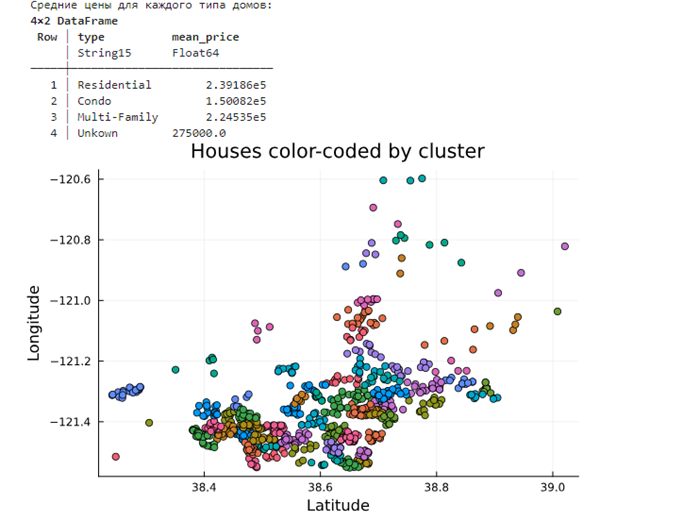 Средние цены для каждого типа домов:
4×2 DataFrame
Row │ type mean_price
│ String15 Float64
1 │ Residential 2.39186e5
2 │ Condo 1.50082e5
3 │ Multi-Family 2.24535e5
4 │ Unkown 275000.0
Houses color-coded by cluster
−120.6
−120.8
−121.0
−121.2
−121.4
Longitude
38.4 38.6 38.8 39.0
Latitude